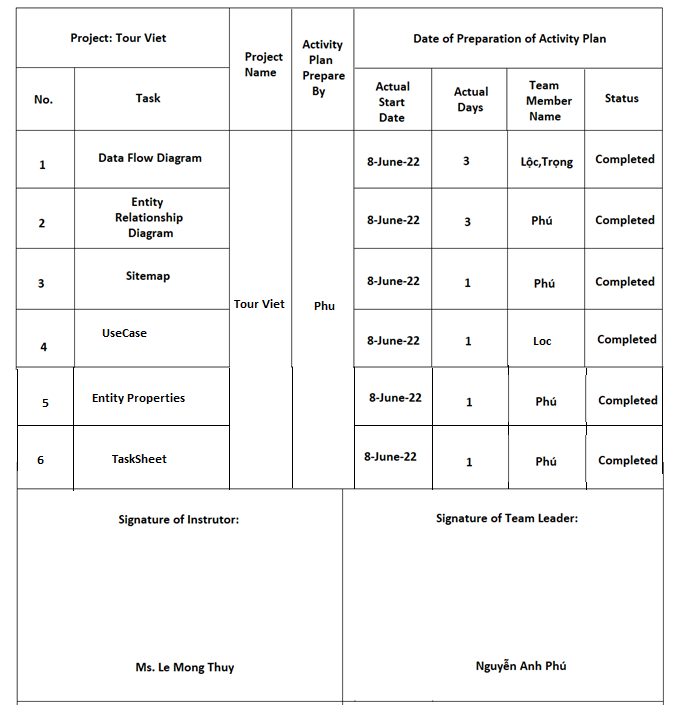 Project: Tour Viet
Project
Name
Activity
Plan
Prepare
By
Date of Preparation of Activity Plan
No.
Task
Actual
Start
Date
Actual
Days
Team
Member
Name
Status
1
Data Flow Diagram
8-June-22
3
Lộc,Trọng
Completed
2
Entity
Relationship
Diagram
8-June-22
3
Phú
Completed
3
Sitemap
8-June-22
1
Phú
Completed
Tour Viet
Phu
4
UseCase
8-June-22
1
Loc
Completed
5
Entity Properties
8-June-22
1
Phú
Completed
6
TaskSheet
8-June-22
1
Phú
Completed
Signature of Instrutor:
Signature of Team Leader:
Ms. Le Mong Thuy
Nguyễn Anh Phú